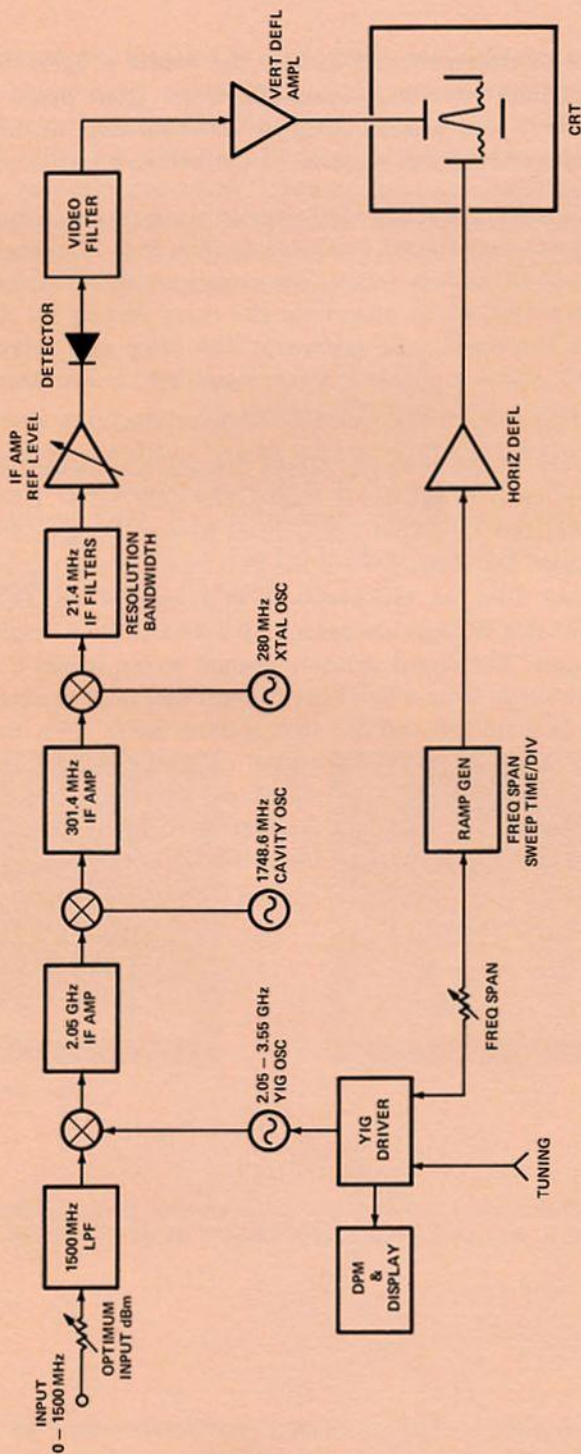 INPUT
0 – 1500 MHz
OPTIMUM
INPUT dBm
1500 MHz
LPF
2.05 GHz
IF AMP
301.4 MHz
IF AMP
21.4 MHz
IF FILTERS
RESOLUTION
BANDWIDTH
IF AMP
REF LEVEL
DETECTOR
VIDEO
FILTER
VERT DEFL
AMPL
CRT
2.05 – 3.55 GHz
YIG OSC
1748.6 MHz
CAVITY OSC
280 MHz
XTAL OSC
DPM
&
DISPLAY
YIG
DRIVER
TUNING
FREQ SPAN
RAMP GEN
FREQ SPAN
SWEEP TIME/DIV
HORIZ DEFL